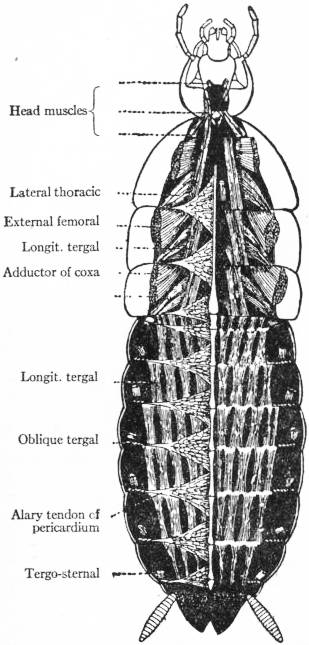 Head muscles
Lateral thoracic
External femoral
Longit. tergal
Adductor of coxa
Longit. tergal
Oblique tergal
Alary tendon of
pericardium
Tergo-sternal